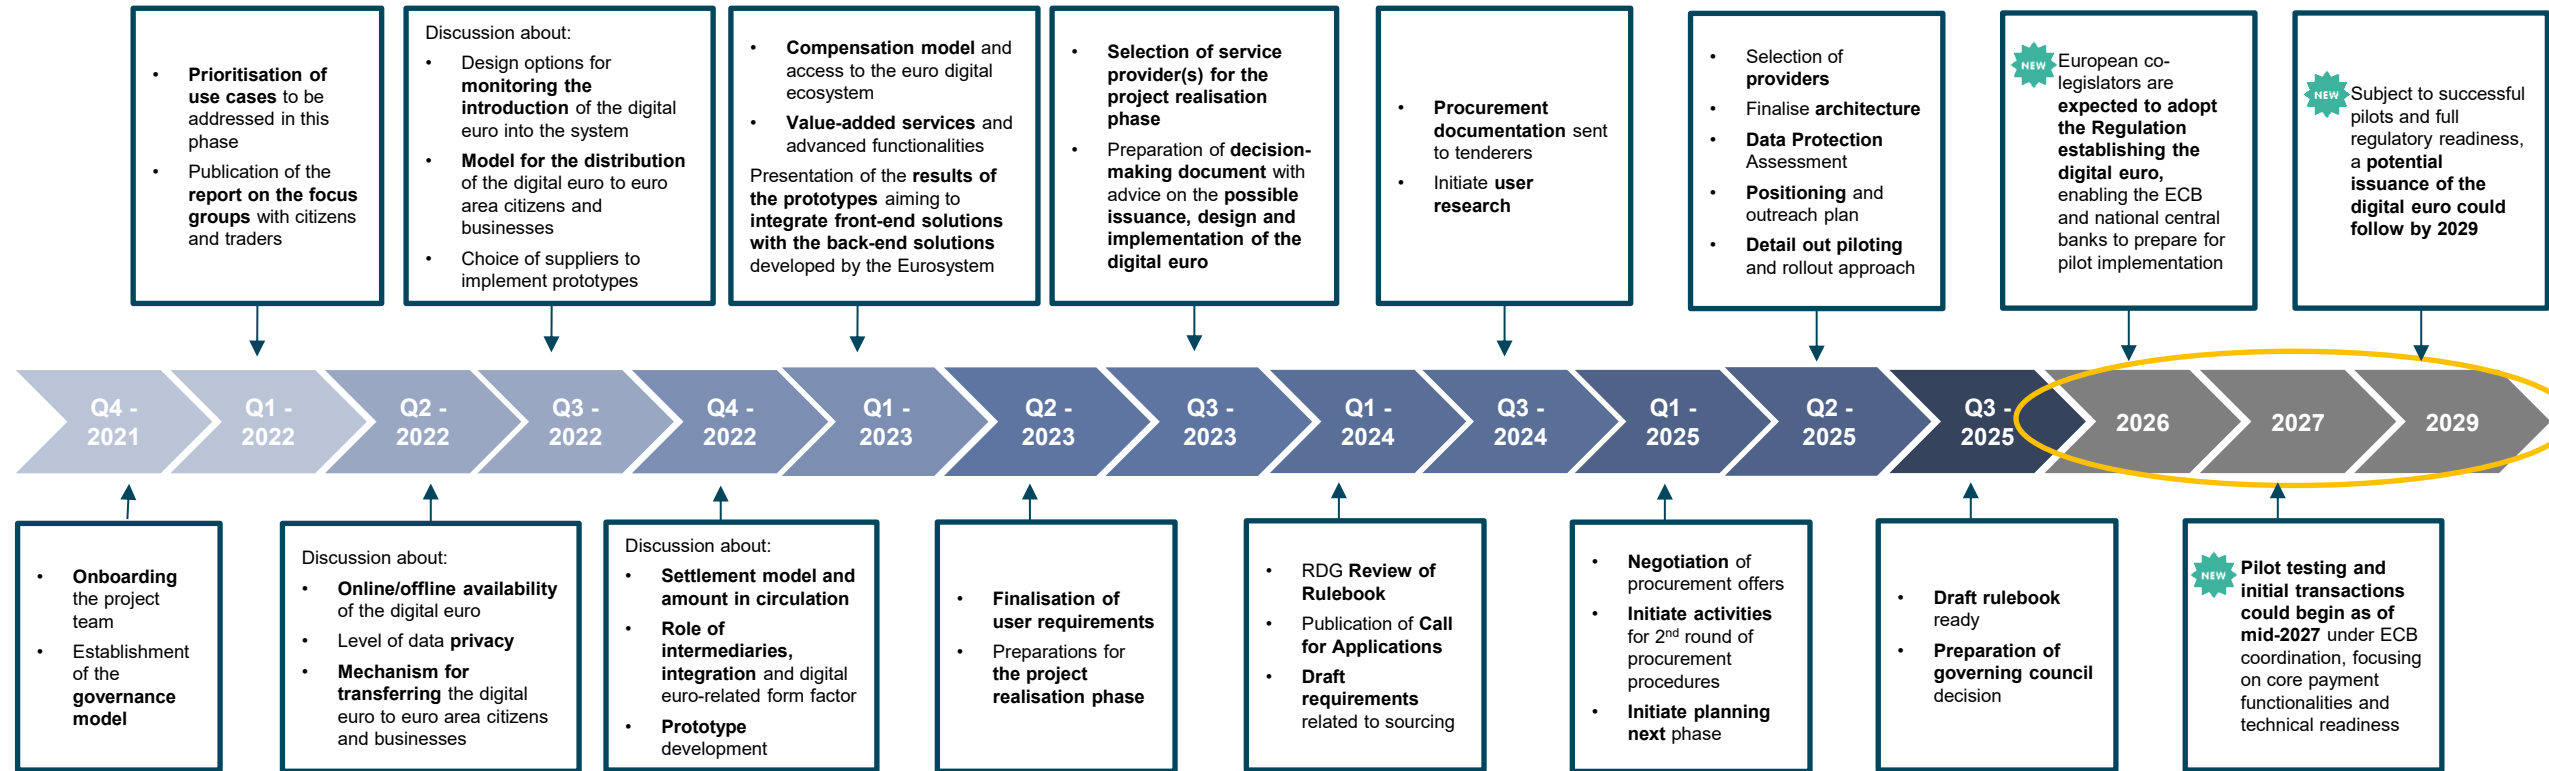 • Prioritisation of
use cases to be
addressed in this
phase
• Publication of the
report on the focus
groups with citizens
and traders
Discussion about:
• Design options for
monitoring the
introduction of the digital
euro into the system
• Model for the distribution
of the digital euro to euro
area citizens and
businesses
• Choice of suppliers to
implement prototypes
• Compensation model and
access to the euro digital
ecosystem
• Value-added services and
advanced functionalities
Presentation of the results of
the prototypes aiming to
integrate front-end solutions
with the back-end solutions
developed by the Eurosystem
• Selection of service
provider(s) for the
project realisation
phase
• Preparation of decision-
making document with
advice on the possible
issuance, design and
implementation of the
digital euro
• Procurement
documentation sent
to tenderers
• Initiate user
research
• Selection of
providers
• Finalise architecture
• Data Protection
Assessment
• Positioning and
outreach plan
• Detail out piloting
and rollout approach
NEW
European co-
legislators are
expected to adopt
the Regulation
establishing the
digital euro,
enabling the ECB
and national central
banks to prepare for
pilot implementation
NEW
Subject to successful
pilots and full
regulatory readiness,
a potential
issuance of the
digital euro could
follow by 2029
Q4 -
2021
Q1 -
2022
Q2 -
2022
Q3 -
2022
Q4 -
2022
Q1 -
2023
Q2 -
2023
Q3 -
2023
Q1 -
2024
Q3 -
2024
Q1 -
2025
Q2 -
2025
Q3 -
2025
2026
2027
2029
• Onboarding
the project
team
• Establishment
of the
governance
model
Discussion about:
• Online/offline availability
of the digital euro
• Level of data privacy
• Mechanism for
transferring the digital
euro to euro area citizens
and businesses
Discussion about:
• Settlement model and
amount in circulation
• Role of
intermediaries,
integration and digital
euro-related form factor
• Prototype
development
• Finalisation of
user requirements
• Preparations for
the project
realisation phase
• RDG Review of
Rulebook
• Publication of Call
for Applications
• Draft
requirements
related to sourcing
• Negotiation of
procurement offers
• Initiate activities
for 2nd round of
procurement
procedures
• Initiate planning
next phase
• Draft rulebook
ready
• Preparation of
governing council
decision
NEW
Pilot testing and
initial transactions
could begin as of
mid-2027 under ECB
coordination, focusing
on core payment
functionalities and
technical readiness